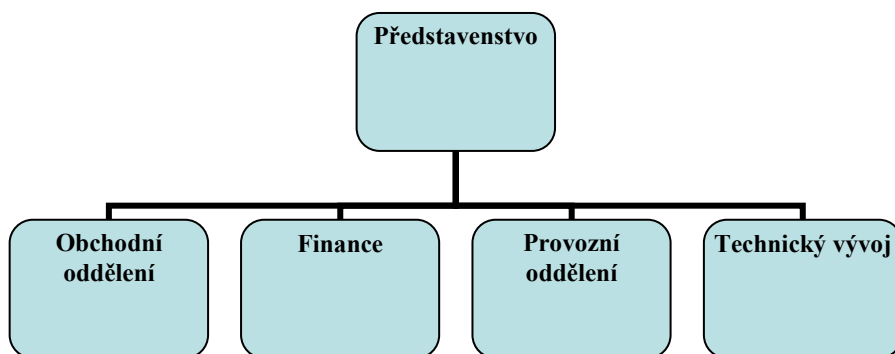 Představenstvo
Obchodní
oddělení
Finance
Provozní
oddělení
Technický vývoj